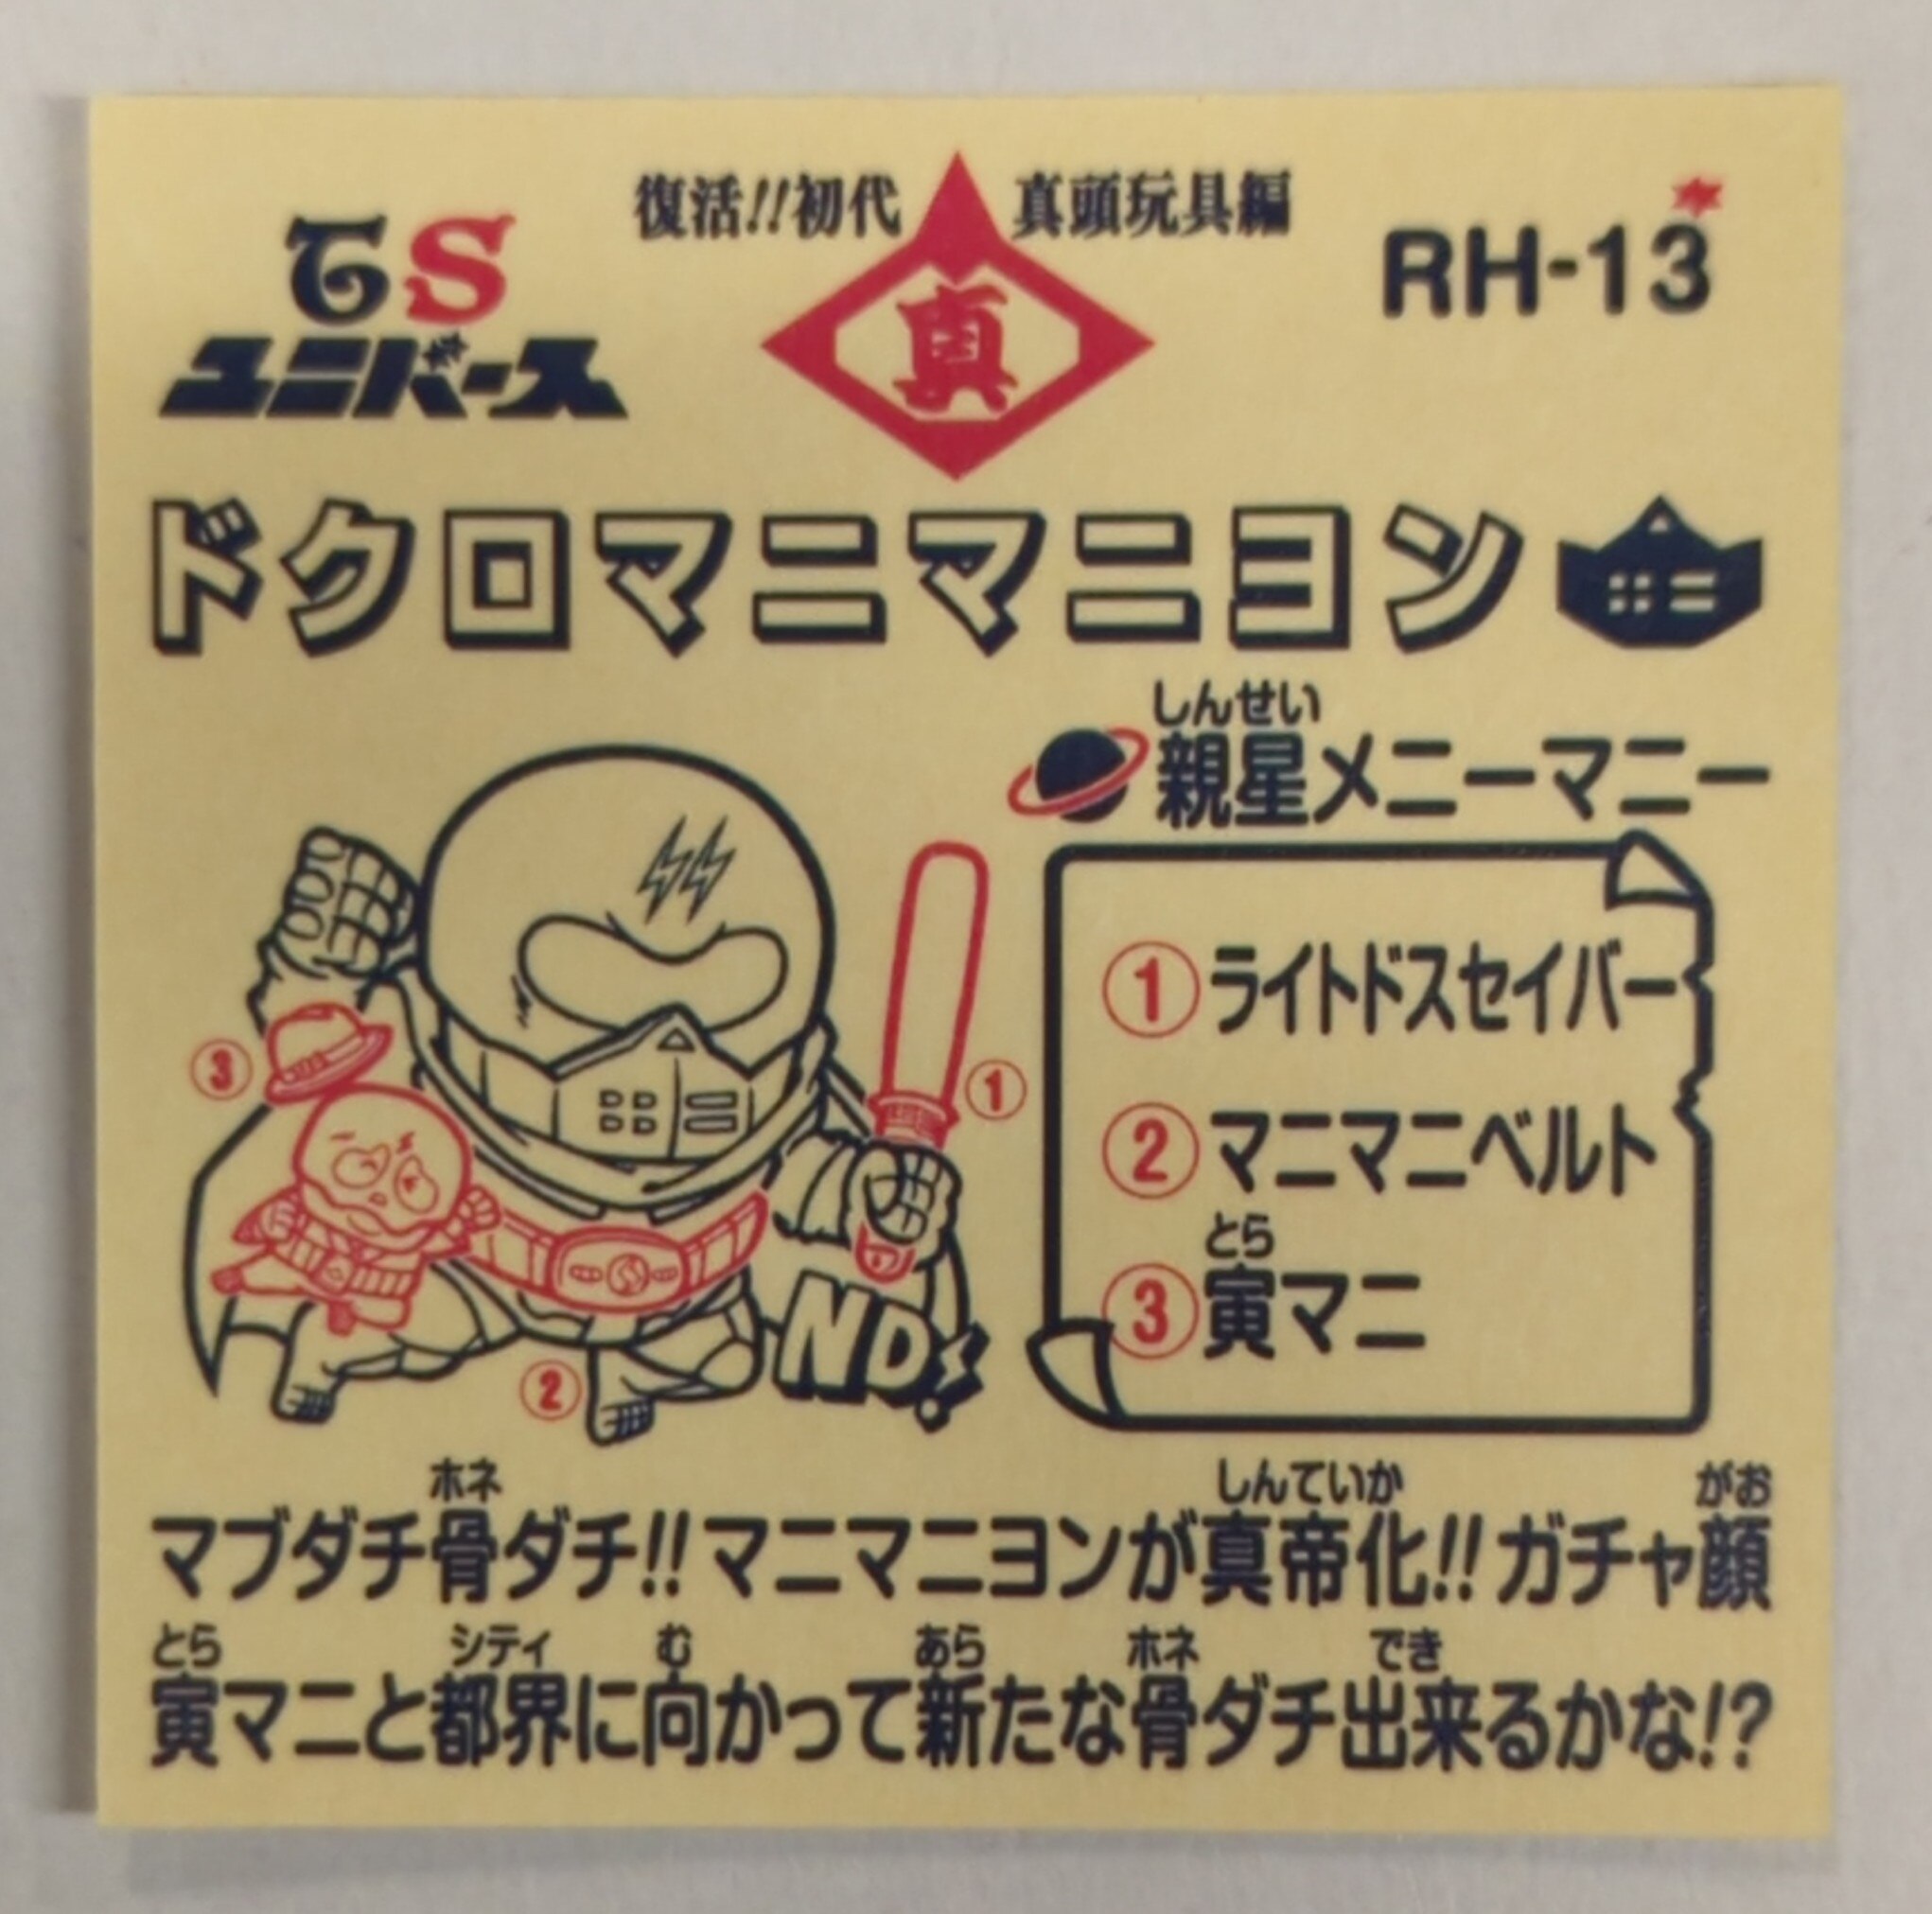 復活!!初代 真頭玩具編
RH-13
S
ユニバース
真
ドクロマニマニヨン
しんせい
親星メニーマニー
①ライトドスセイバー
②マニマニベルト
とら
③寅マニ
③
①
②
ND!
ホネ しんていか がお
マブダチ骨ダチ!!マニマニヨンが真帝化!!ガチャ顔
とら シティ む あら ホネ でき
寅マニと都界に向かって新たな骨ダチ出来るかな!?